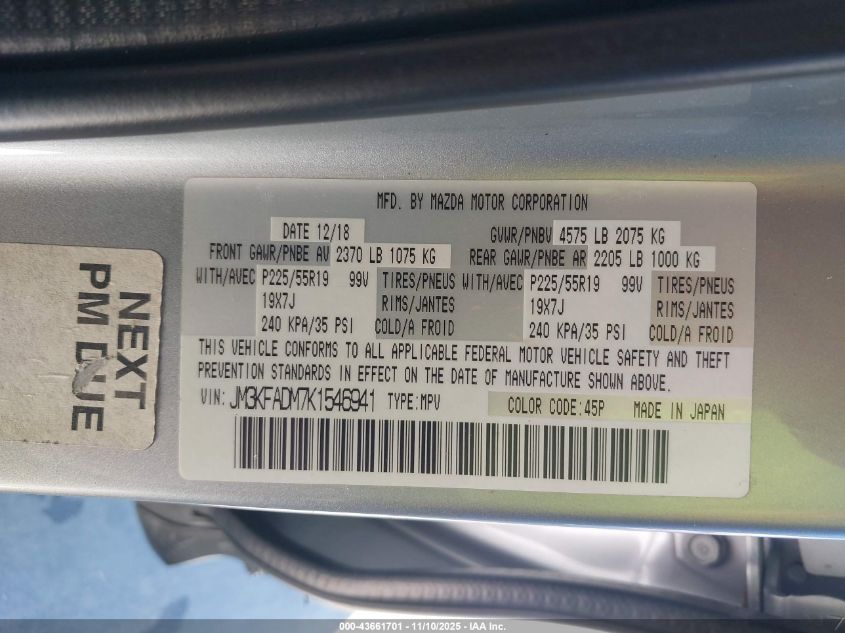 MFD. BY MAZDA MOTOR CORPORATION
DATE 12/18 GVWR/PNBV 4575 LB 2075 KG
FRONT GAWR/PNBE AV 2370 LB 1075 KG REAR GAWR/PNBE AR 2205 LB 1000 KG
WITH/AVEC P225/55R19 99V TIRES/PNEUS WITH/AVEC P225/55R19 99V TIRES/PNEUS
19X7J RIMS/JANTES 19X7J RIMS/JANTES
240 KPA/35 PSI COLD/A FROID 240 KPA/35 PSI COLD/A FROID
THIS VEHICLE CONFORMS TO ALL APPLICABLE FEDERAL MOTOR VEHICLE SAFETY AND THEFT
PREVENTION STANDARDS IN EFFECT ON THE DATE OF MANUFACTURE SHOWN ABOVE.
VIN: JM3KFADM7K1546941 TYPE:MPV COLOR CODE:45P MADE IN JAPAN
NEXT
PM DUE
000-43661701 - 11/10/2025 - IAA Inc.